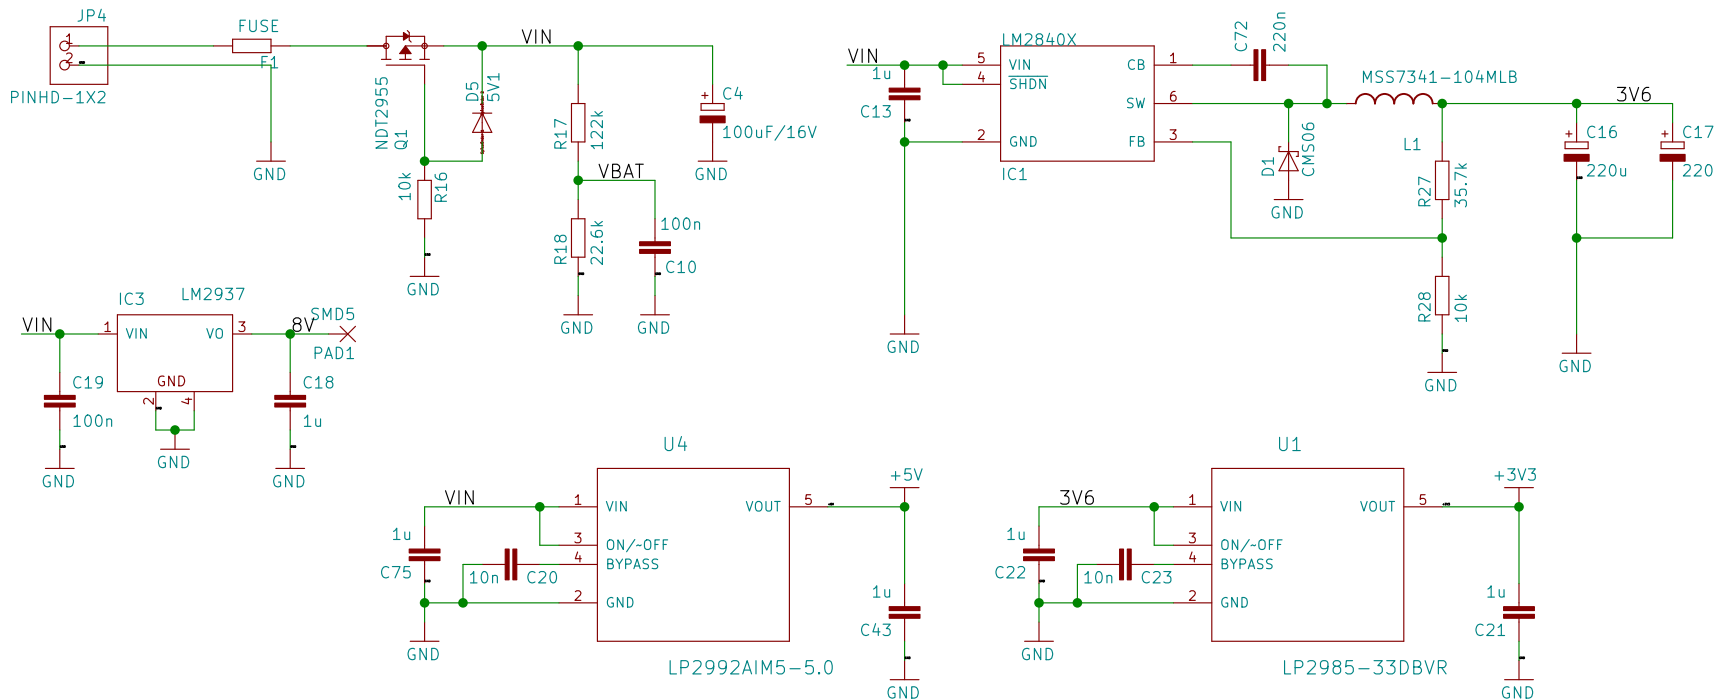 JP4
1
2
PINHD-1X2
FUSE
F1
GND
NDT2955
Q1
D5
5V1
10k
R16
GND
VIN
R17
122k
VBAT
R18
22.6k
GND
100n
C10
GND
C4
100uF/16V
GND
VIN
1u
C13
GND
LM2840X
5 VIN
4 SHDN
2 GND
CB 1
SW 6
FB 3
IC1
C72
220n
D1
CMS06
GND
MSS7341-104MLB
L1
R27
35.7k
R28
10k
GND
3V6
C16
220u
C17
220
GND
IC3
LM2937
VIN
1 VIN
VO 3
GND
2
4
GND
C19
100n
GND
8V
SMD5
PAD1
C18
1u
GND
U4
VIN
1u
C75
10n
C20
1 VIN
3 ON/~OFF
4 BYPASS
2 GND
VOUT 5
GND
+5V
1u
C43
GND
LP2992AIM5-5.0
U1
3V6
1u
C22
10n
C23
1 VIN
3 ON/~OFF
4 BYPASS
2 GND
VOUT 5
GND
+3V3
1u
C21
GND
LP2985-33DBVR